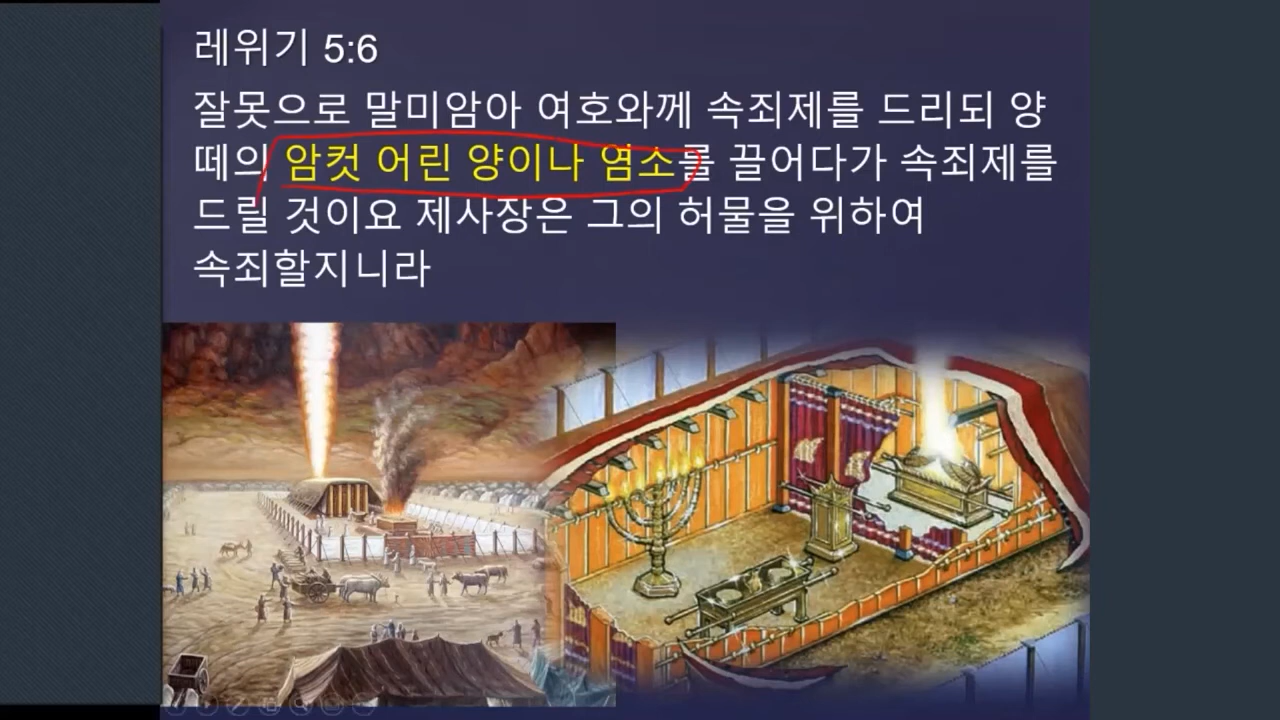 레위기 5:6
잘못으로 말미암아 여호와께 속죄제를 드리되 양
떼의 암컷 어린 양이나 염소를 끌어다가 속죄제를
드릴 것이요 제사장은 그의 허물을 위하여
속죄할지니라